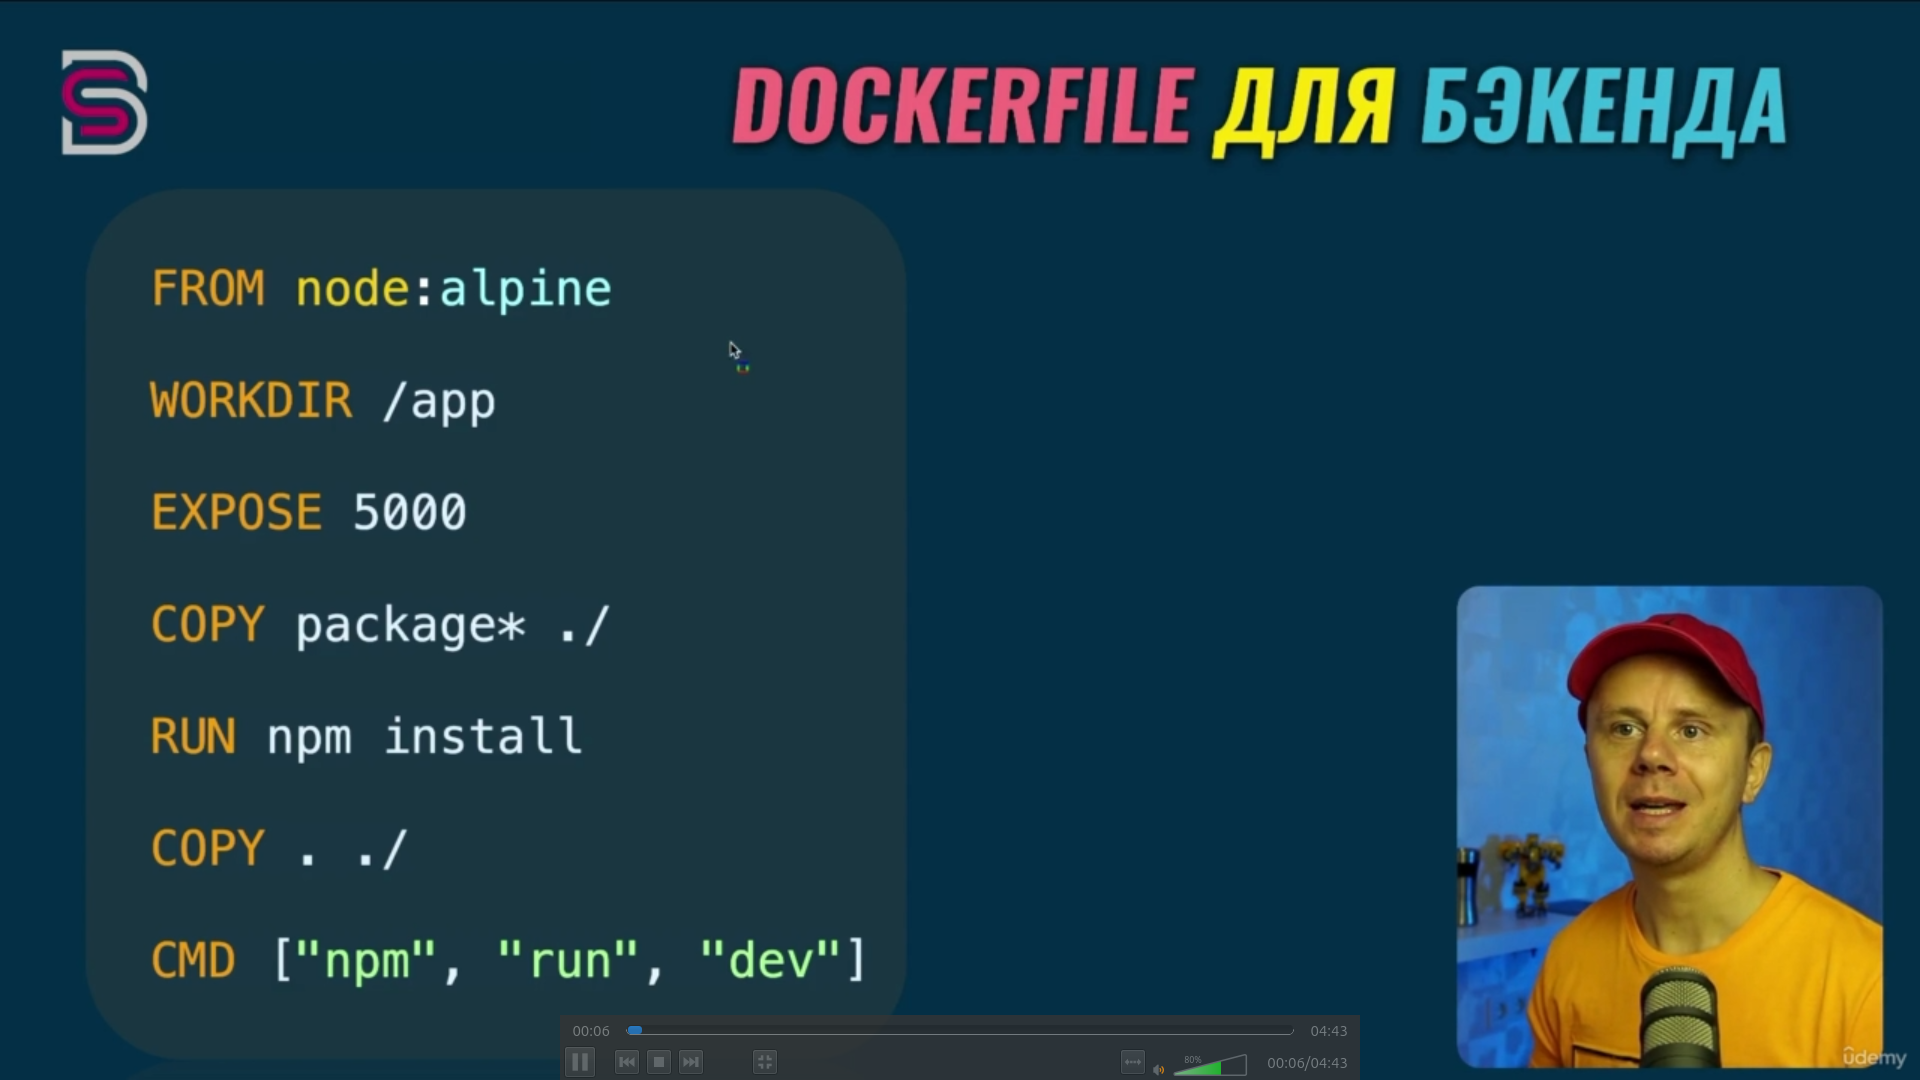 DOCKERFILE ДЛЯ БЭКЕНДА
FROM node:alpine
WORKDIR /app
EXPOSE 5000
COPY package* ./
RUN npm install
COPY . ./
CMD ["npm", "run", "dev"]
00:06
04:43
80%
00:06/04:43
ûdemy